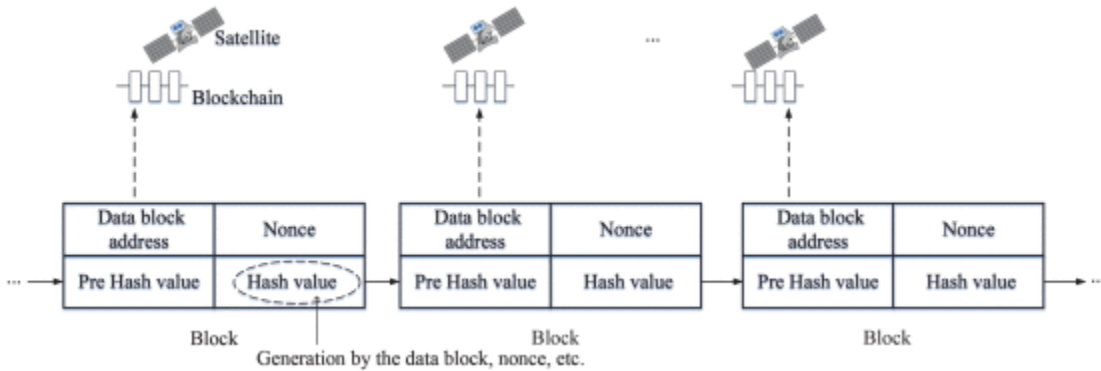 Satellite
...
Blockchain
Data block address
Nonce
Data block address
Nonce
Data block address
Nonce
...
Pre Hash value
Hash value
Pre Hash value
Hash value
Pre Hash value
Hash value
...
Block
Block
Block
Generation by the data block, nonce, etc.